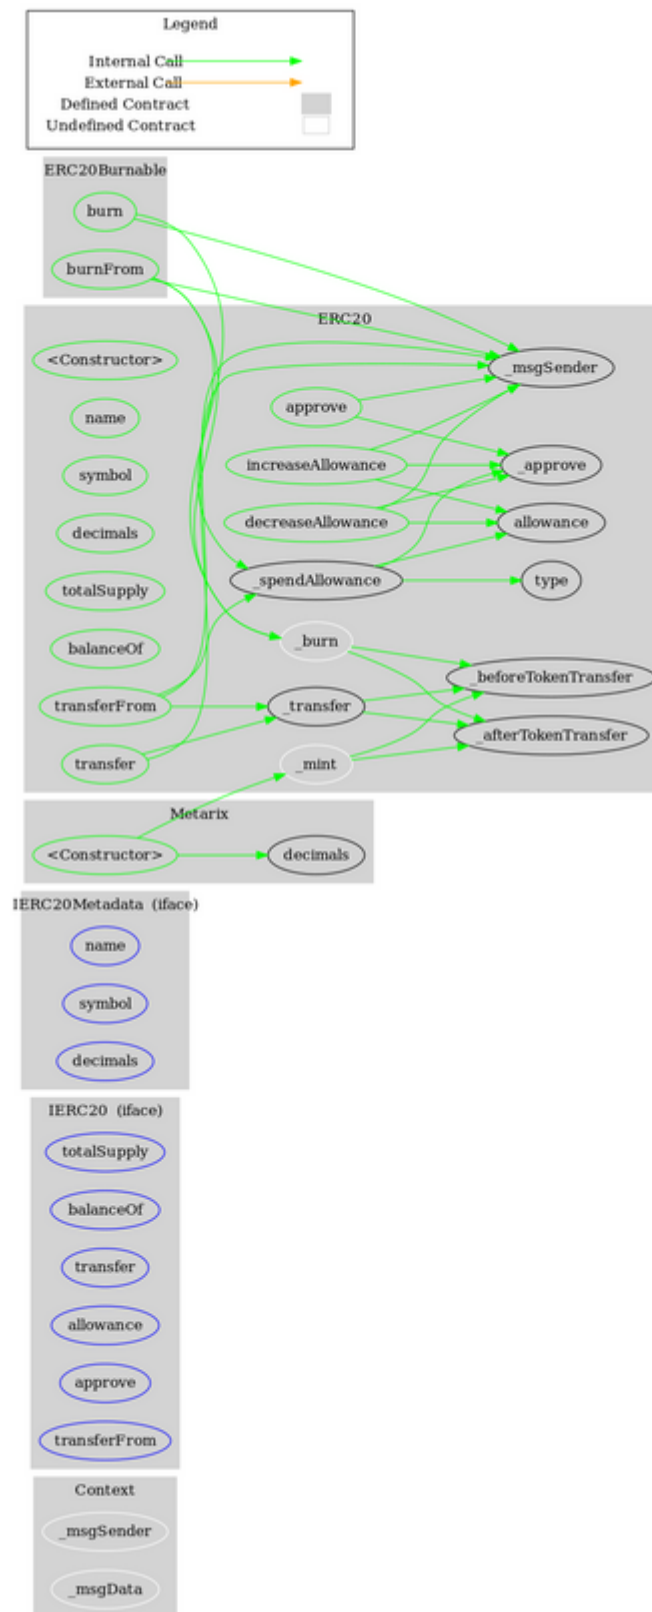 Legend
Internal Call
External Call
Defined Contract
Undefined Contract
ERC20Burnable
burn
burnFrom
ERC20
<Constructor>
_msgSender
name
approve
symbol
increaseAllowance
_approve
decimals
decreaseAllowance
allowance
totalSupply
_spendAllowance
type
balanceOf
_burn
transferFrom
_transfer
_beforeTokenTransfer
transfer
_mint
_afterTokenTransfer
Metarix
<Constructor>
decimals
IERC20Metadata (iface)
name
symbol
decimals
IERC20 (iface)
totalSupply
balanceOf
transfer
allowance
approve
transferFrom
Context
_msgSender
_msgData